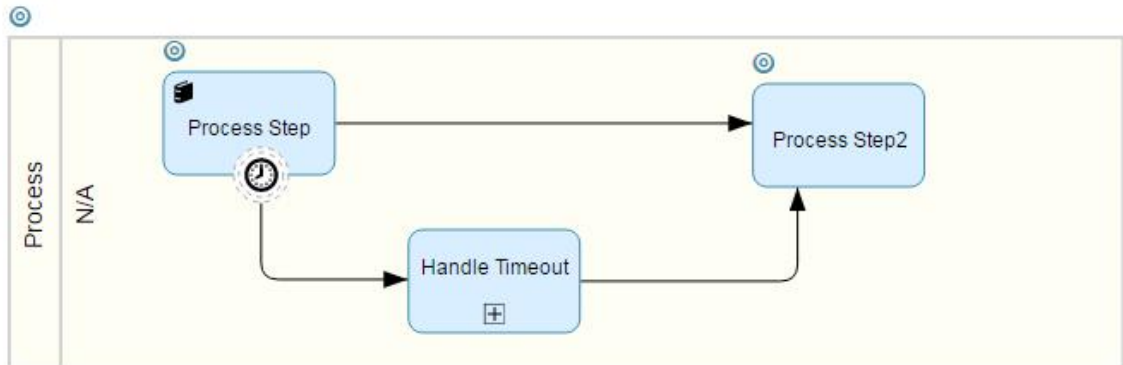 Process
N/A
Process Step
Process Step2
Handle Timeout